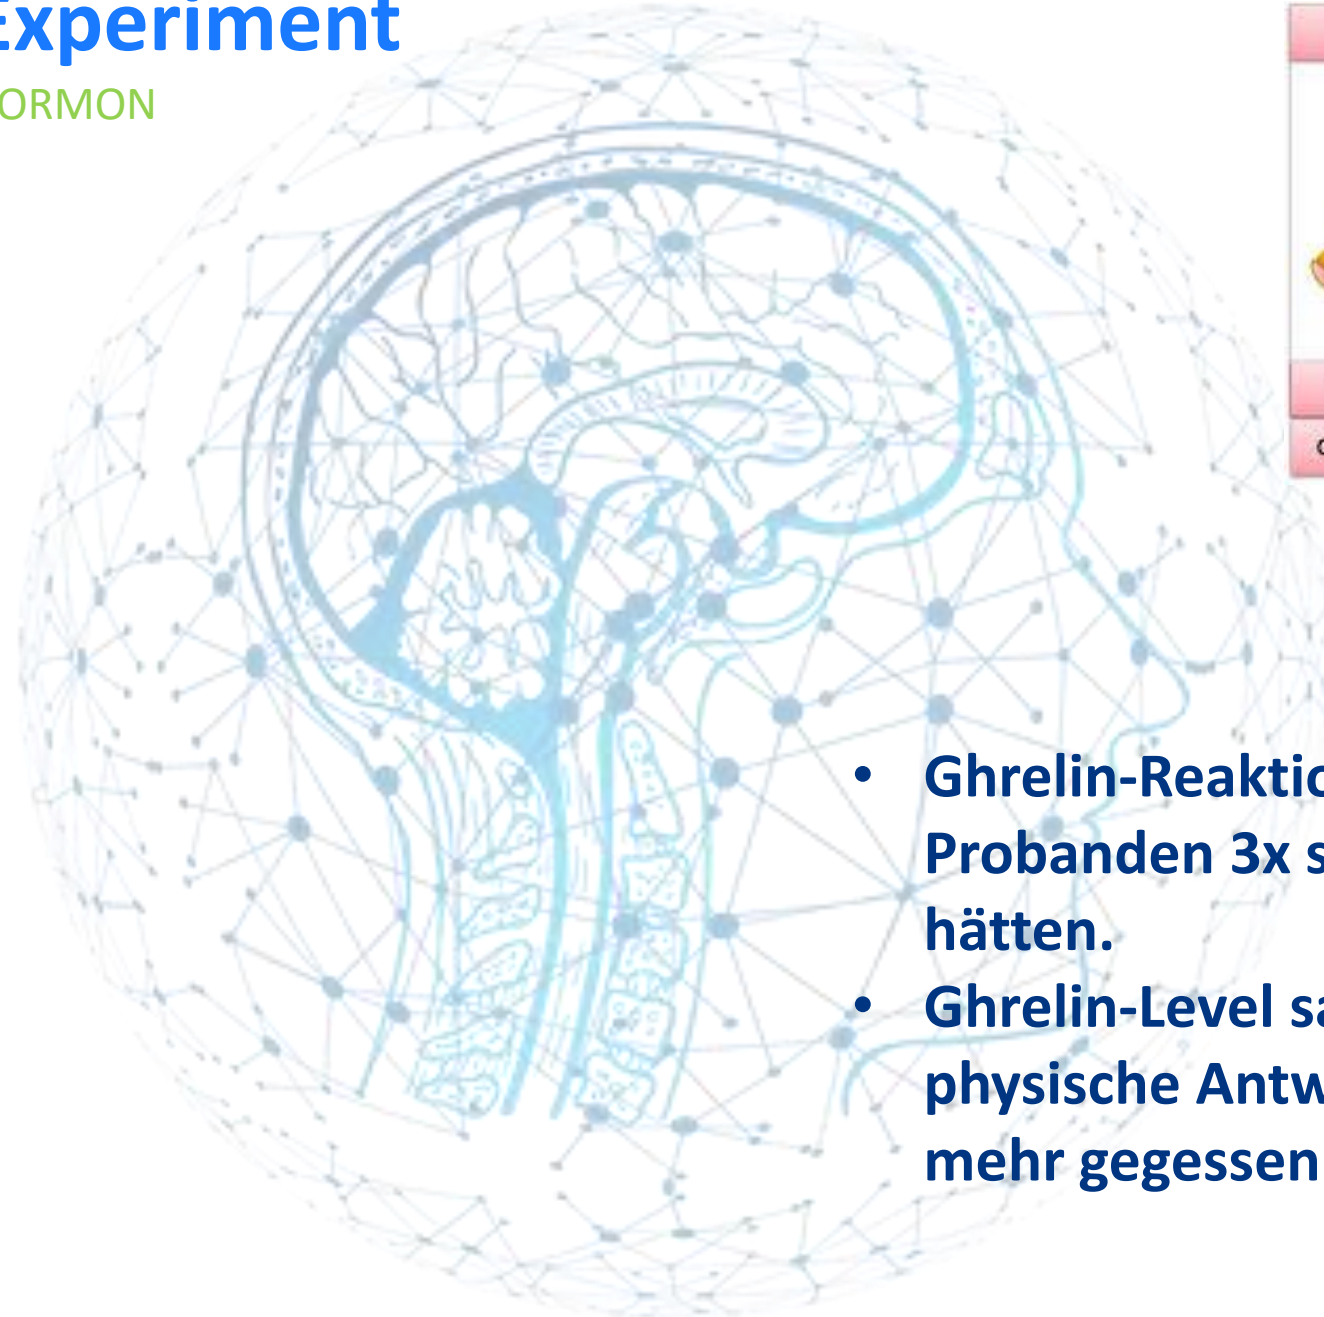 Experiment
ORMON
• Ghrelin-Reaktio
Probanden 3x s
hätten.
• Ghrelin-Level sa
physische Antw
mehr gegessen